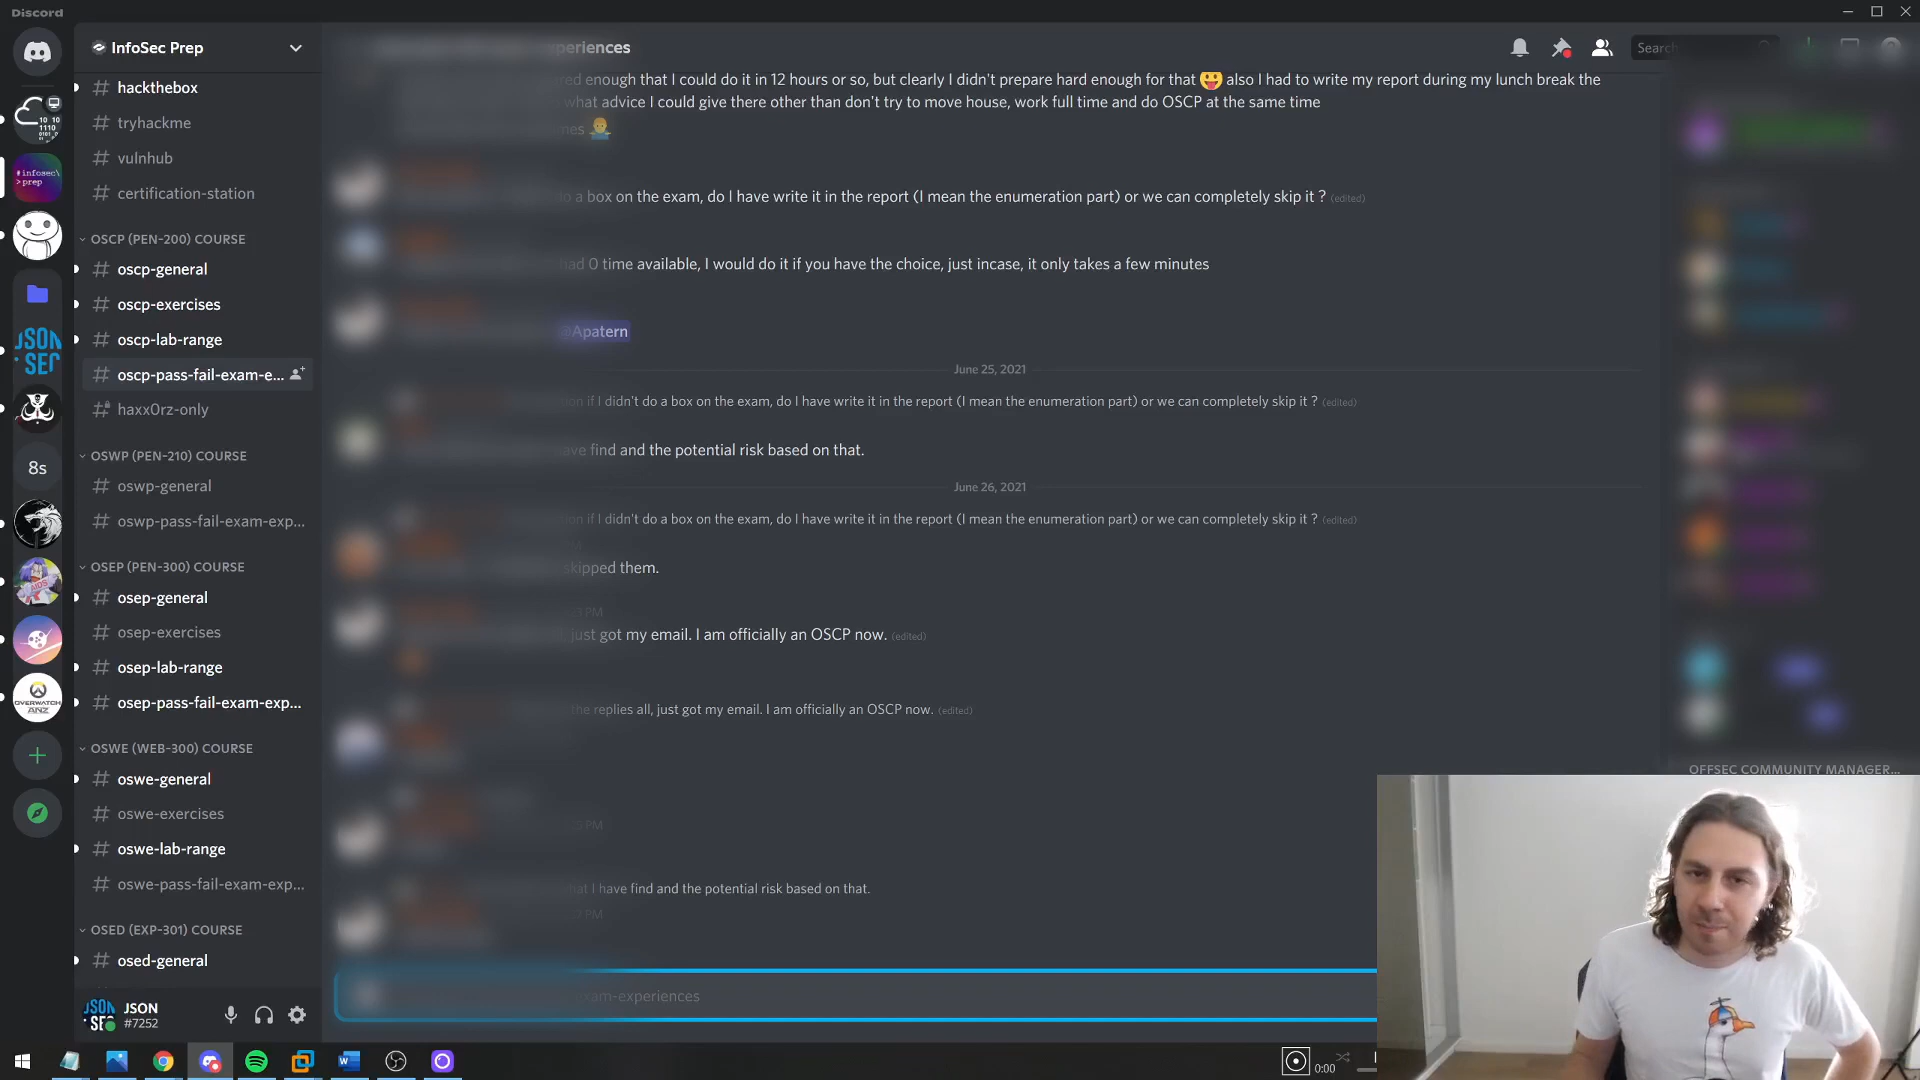 Discord
InfoSec Prep
hackthebox
tryhackme
vulnhub
certification-station
OSCP (PEN-200) COURSE
oscp-general
oscp-exercises
oscp-lab-range
oscp-pass-fail-exam-e...
haxx0rz-only
OSWP (PEN-210) COURSE
oswp-general
oswp-pass-fail-exam-exp...
OSEP (PEN-300) COURSE
osep-general
osep-exercises
osep-lab-range
osep-pass-fail-exam-exp...
OSWE (WEB-300) COURSE
oswe-general
oswe-exercises
oswe-lab-range
oswe-pass-fail-exam-exp...
OSED (EXP-301) COURSE
osed-general
JSON
#7252
#infosec\
>prep
JSON
SEC
8s
OVERWATCH
ANZ
Search
enough that I could do it in 12 hours or so, but clearly I didn't prepare hard enough for that also I had to write my report during my lunch break the
what advice I could give there other than don't try to move house, work full time and do OSCP at the same time
a box on the exam, do I have write it in the report (I mean the enumeration part) or we can completely skip it ? (edited)
had 0 time available, I would do it if you have the choice, just incase, it only takes a few minutes
@Apatern
June 25, 2021
if I didn't do a box on the exam, do I have write it in the report (I mean the enumeration part) or we can completely skip it ? (edited)
have find and the potential risk based on that.
June 26, 2021
if I didn't do a box on the exam, do I have write it in the report (I mean the enumeration part) or we can completely skip it ? (edited)
skipped them.
PM
just got my email. I am officially an OSCP now. (edited)
the replies all, just got my email. I am officially an OSCP now. (edited)
PM
I have find and the potential risk based on that.
PM
exam-experiences
OFFSEC COMMUNITY MANAGER...
0:00